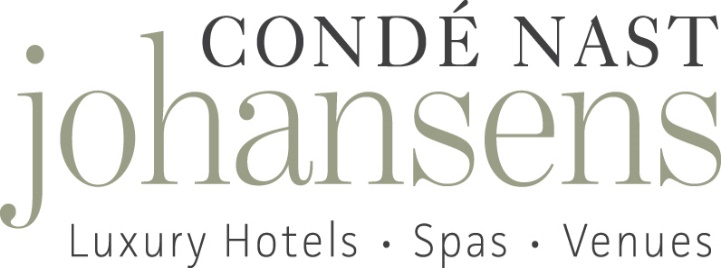 CONDÉ NAST
johansens
Luxury Hotels · Spas · Venues